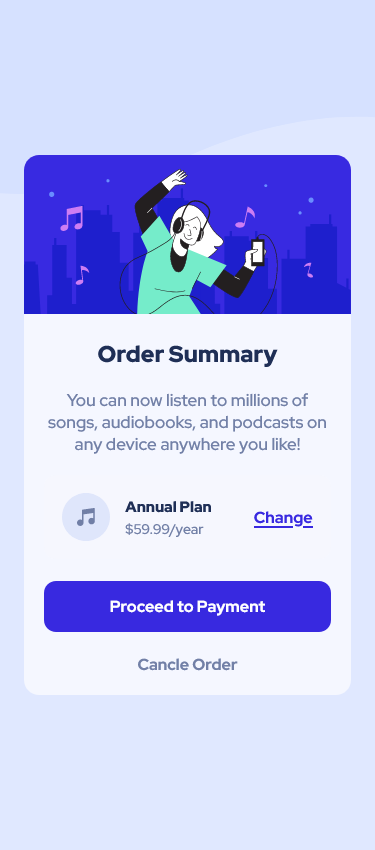 Order Summary
You can now listen to millions of
songs, audiobooks, and podcasts on
any device anywhere you like!
Annual Plan
$59.99/year
Change
Proceed to Payment
Cancle Order